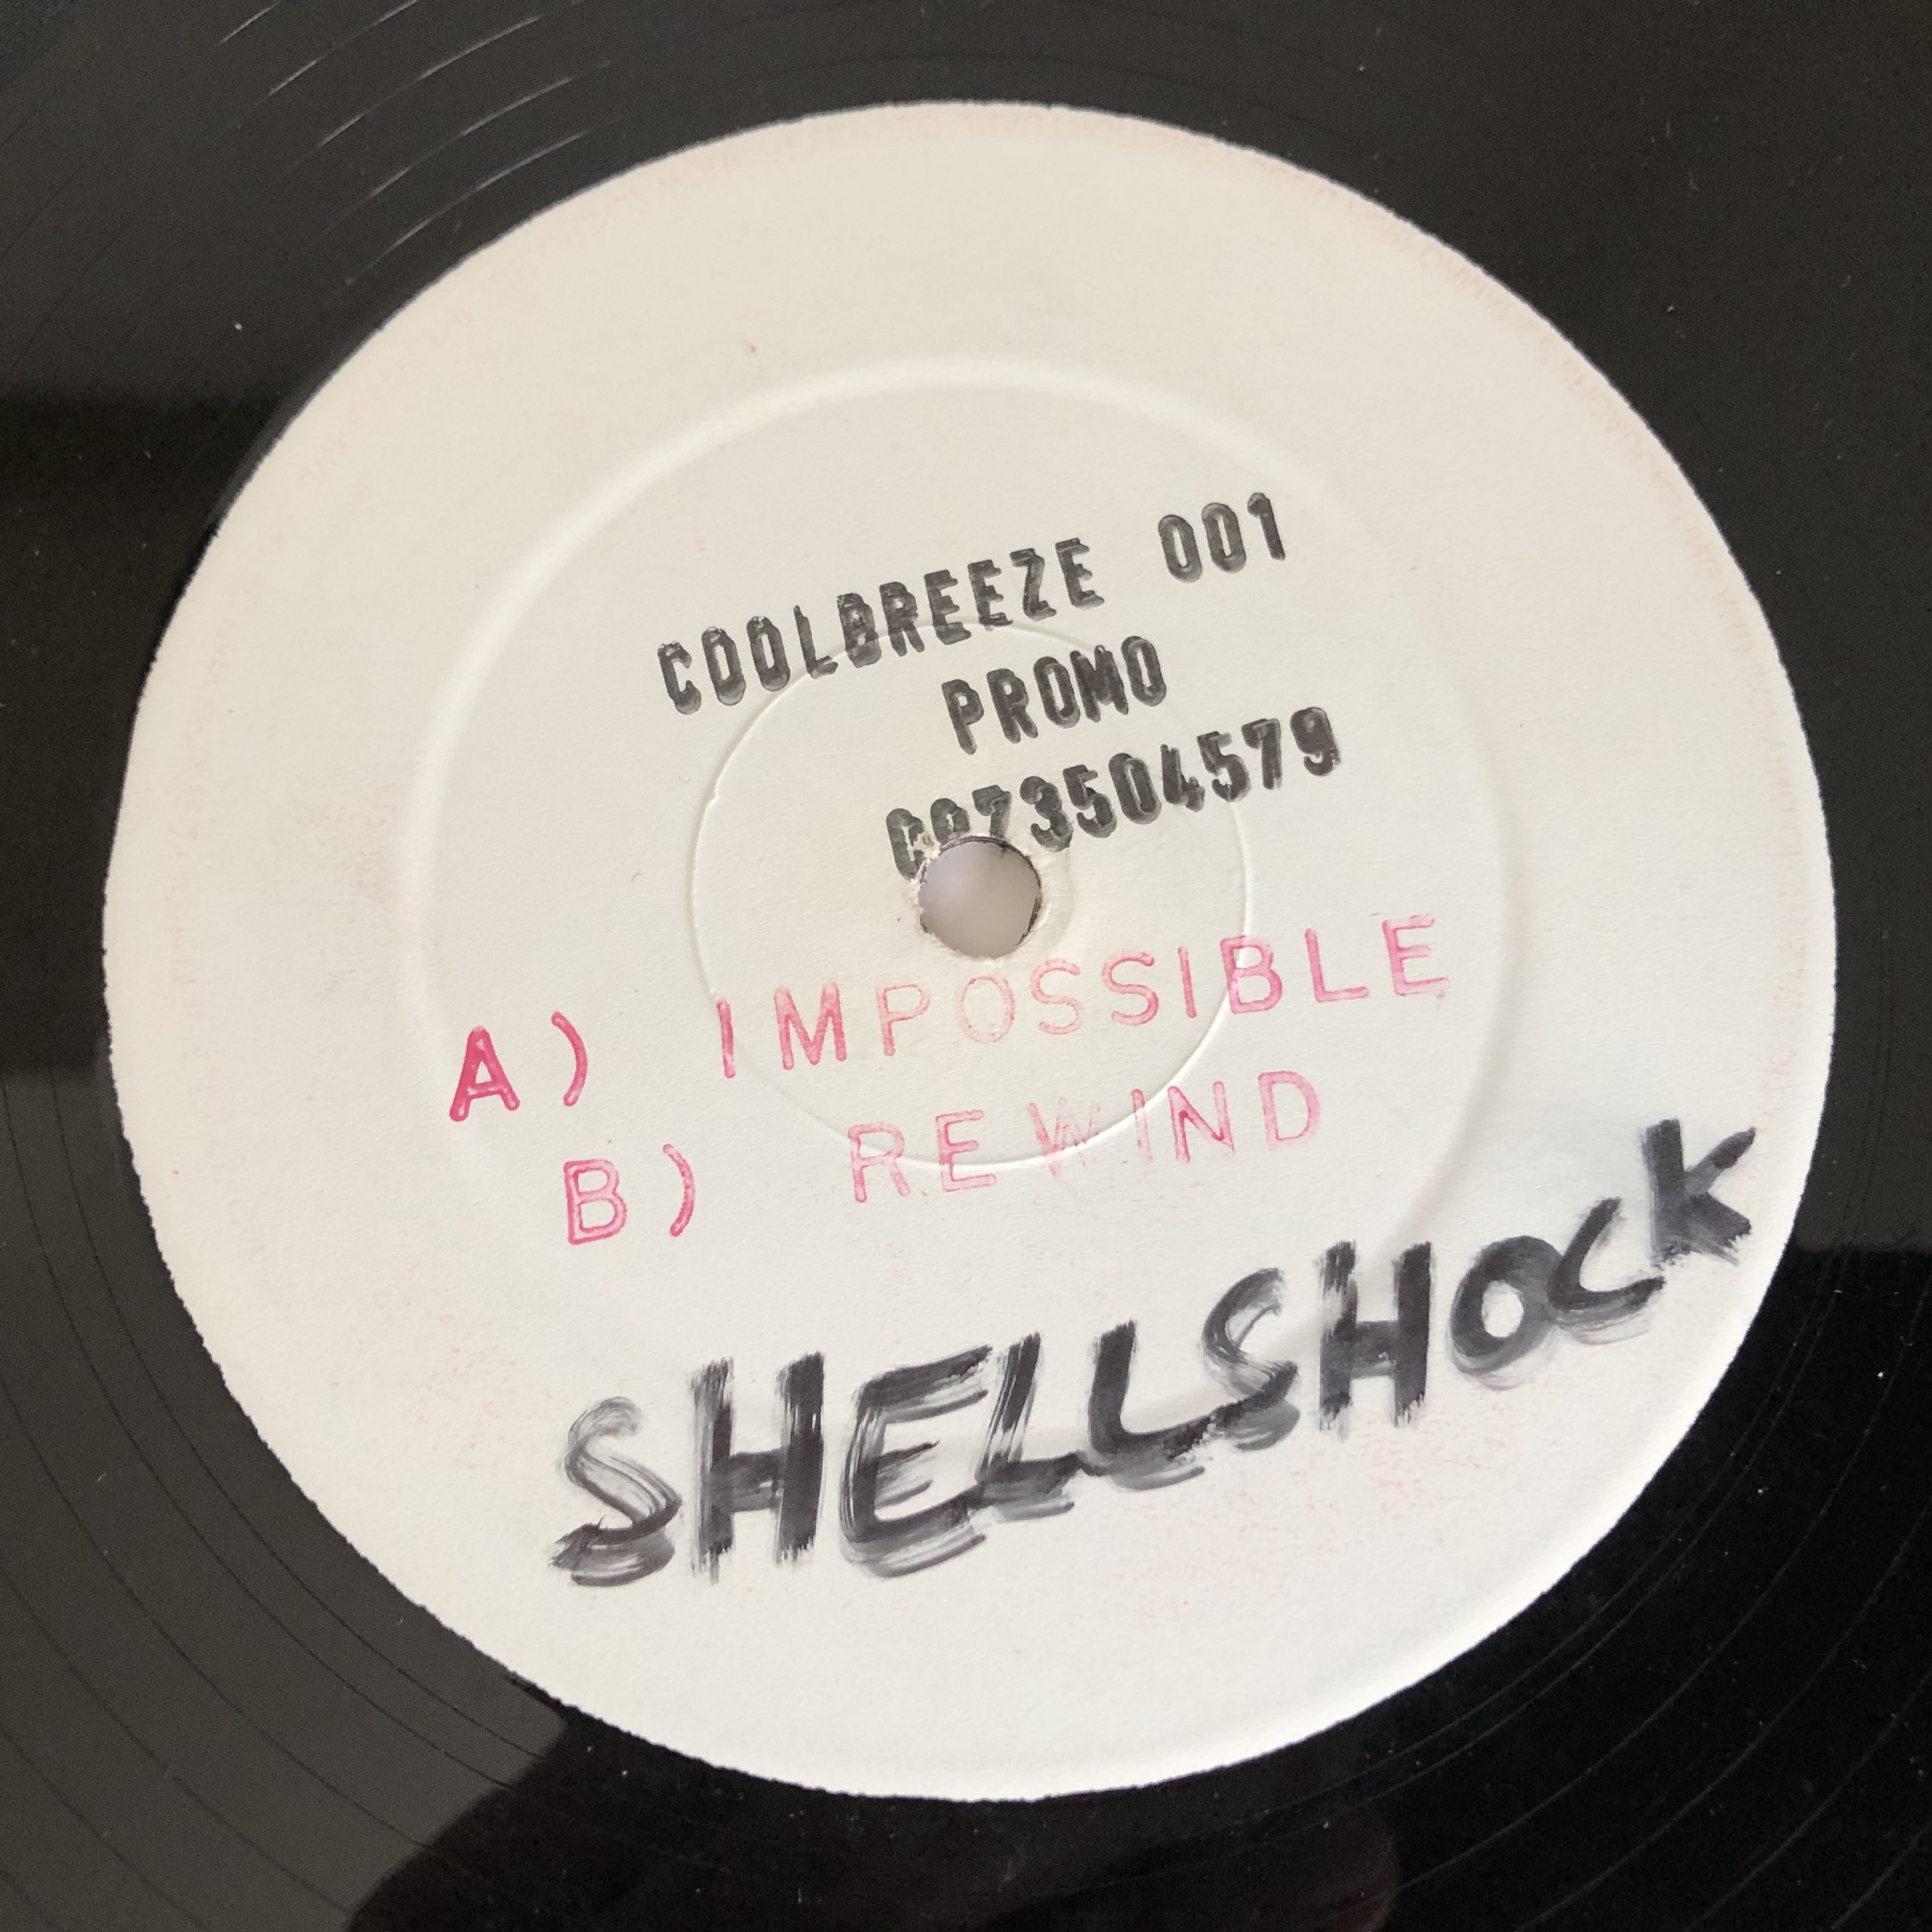 COOLBREEZE 001
PROMO
A) IMPOSSIBLE
B) REWIND
SHELLSHOCK